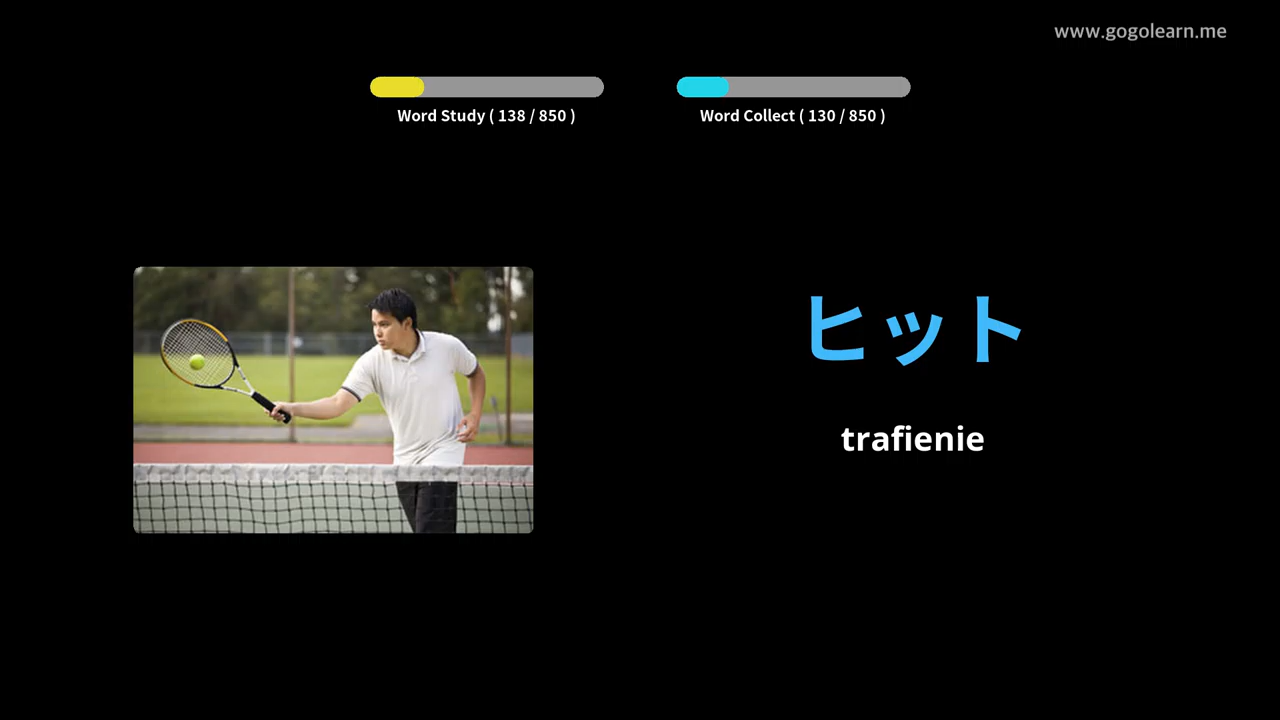 www.gogolearn.me
Word Study ( 138 / 850 )
Word Collect ( 130 / 850 )
ヒット
trafienie